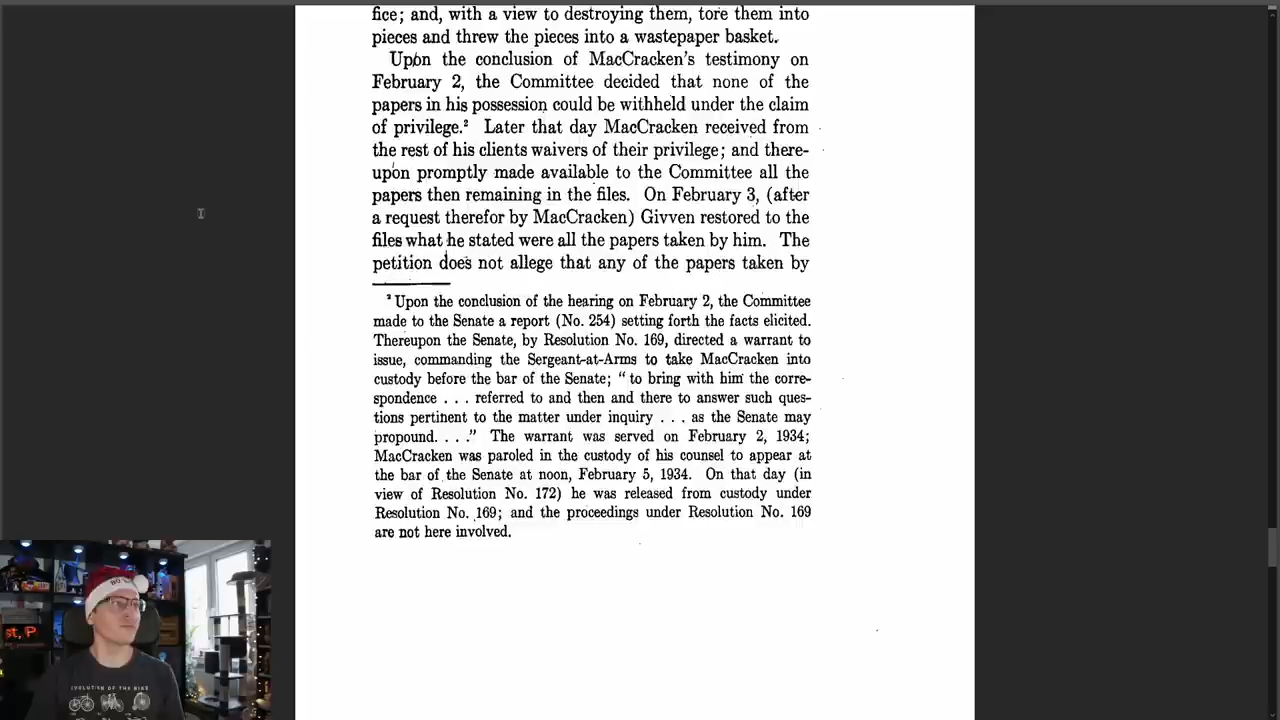 fice; and, with a view to destroying them, tore them into
pieces and threw the pieces into a wastepaper basket.
Upon the conclusion of MacCracken's testimony on
February 2, the Committee decided that none of the
papers in his possession could be withheld under the claim
of privilege.² Later that day MacCracken received from
the rest of his clients waivers of their privilege; and there-
upon promptly made available to the Committee all the
papers then remaining in the files. On February 3, (after
a request therefor by MacCracken) Givven restored to the
files what he stated were all the papers taken by him. The
petition does not allege that any of the papers taken by
² Upon the conclusion of the hearing on February 2, the Committee
made to the Senate a report (No. 254) setting forth the facts elicited.
Thereupon the Senate, by Resolution No. 169, directed a warrant to
issue, commanding the Sergeant-at-Arms to take MacCracken into
custody before the bar of the Senate; "to bring with him the corre-
spondence . . . referred to and then and there to answer such ques-
tions pertinent to the matter under inquiry . . . as the Senate may
propound. . . ." The warrant was served on February 2, 1934;
MacCracken was paroled in the custody of his counsel to appear at
the bar of the Senate at noon, February 5, 1934. On that day (in
view of Resolution No. 172) he was released from custody under
Resolution No. 169; and the proceedings under Resolution No. 169
are not here involved.
st, P
EVOLUTION OF THE BIKE